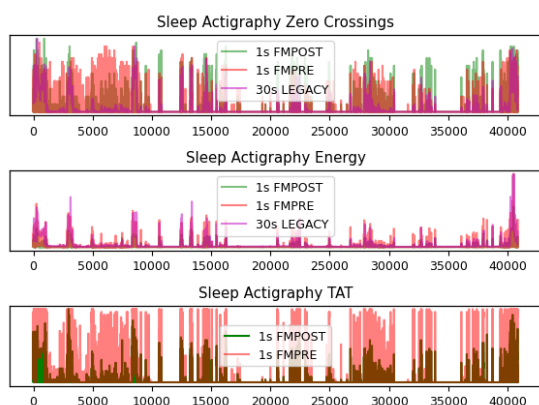 Sleep Actigraphy Zero Crossings
1s FMPOST
1s FMPRE
30s LEGACY
0 5000 10000 15000 20000 25000 30000 35000 40000
Sleep Actigraphy Energy
1s FMPOST
1s FMPRE
30s LEGACY
0 5000 10000 15000 20000 25000 30000 35000 40000
Sleep Actigraphy TAT
1s FMPOST
1s FMPRE
0 5000 10000 15000 20000 25000 30000 35000 40000